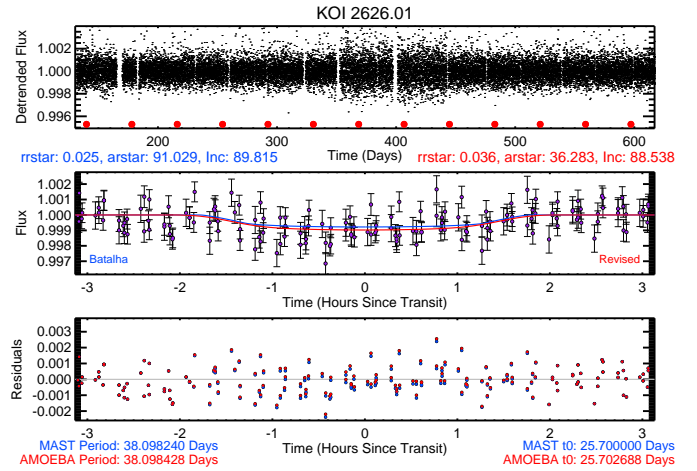 KOI 2626.01
Detrended Flux
1.002
1.000
0.998
0.996
200 300 400 500 600
Time (Days)
rrstar: 0.025, arstar: 91.029, Inc: 89.815
rrstar: 0.036, arstar: 36.283, Inc: 88.538
Flux
1.002
1.001
1.000
0.999
0.998
0.997
Batalha
Revised
-3 -2 -1 0 1 2 3
Time (Hours Since Transit)
Residuals
0.003
0.002
0.001
0.000
-0.001
-0.002
-3 -2 -1 0 1 2 3
Time (Hours Since Transit)
MAST Period: 38.098240 Days
AMOEBA Period: 38.098428 Days
MAST t0: 25.700000 Days
AMOEBA t0: 25.702688 Days